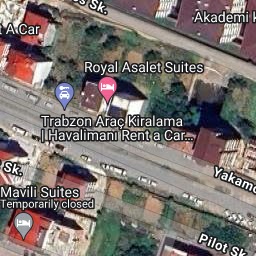 s Sk.
Akademi k
t A Car
Royal Asalet Suites
Trabzon Araç Kiralama
| Havalimanı Rent a Car...
Sk.
Yakamo
Mavili Suites
Temporarily closed
Pilot Sk.